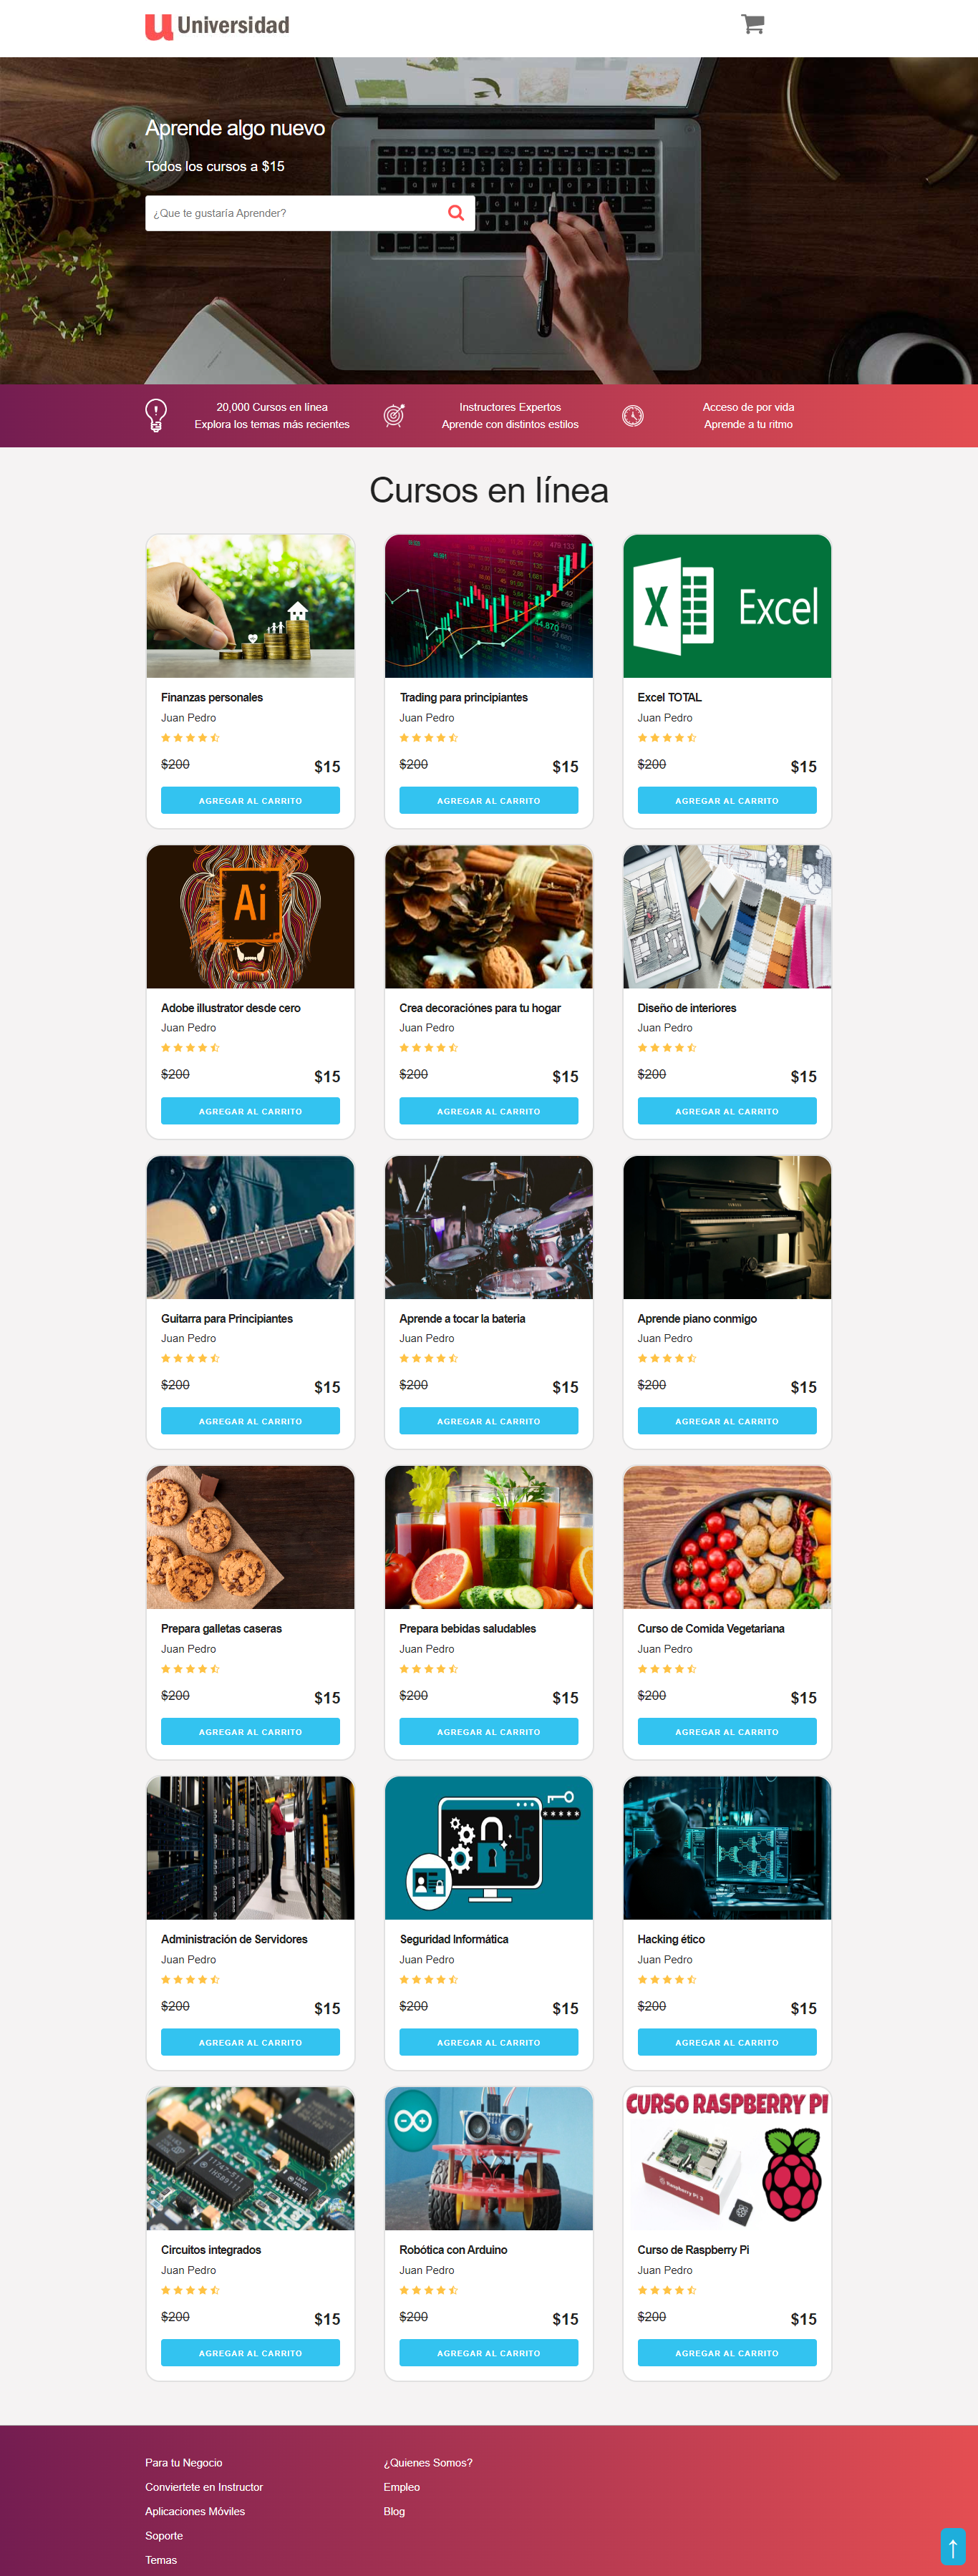 Universidad
Aprende algo nuevo
Todos los cursos a $15
¿Que te gustaría Aprender?
20,000 Cursos en línea
Explora los temas más recientes
Instructores Expertos
Aprende con distintos estilos
Acceso de por vida
Aprende a tu ritmo
Cursos en línea
Excel
Finanzas personales
Juan Pedro
$200 $15
AGREGAR AL CARRITO
Trading para principiantes
Juan Pedro
$200 $15
AGREGAR AL CARRITO
Excel TOTAL
Juan Pedro
$200 $15
AGREGAR AL CARRITO
Ai
Adobe illustrator desde cero
Juan Pedro
$200 $15
AGREGAR AL CARRITO
Crea decoraciónes para tu hogar
Juan Pedro
$200 $15
AGREGAR AL CARRITO
Diseño de interiores
Juan Pedro
$200 $15
AGREGAR AL CARRITO
Guitarra para Principiantes
Juan Pedro
$200 $15
AGREGAR AL CARRITO
Aprende a tocar la bateria
Juan Pedro
$200 $15
AGREGAR AL CARRITO
Aprende piano conmigo
Juan Pedro
$200 $15
AGREGAR AL CARRITO
Prepara galletas caseras
Juan Pedro
$200 $15
AGREGAR AL CARRITO
Prepara bebidas saludables
Juan Pedro
$200 $15
AGREGAR AL CARRITO
Curso de Comida Vegetariana
Juan Pedro
$200 $15
AGREGAR AL CARRITO
Administración de Servidores
Juan Pedro
$200 $15
AGREGAR AL CARRITO
Seguridad Informática
Juan Pedro
$200 $15
AGREGAR AL CARRITO
Hacking ético
Juan Pedro
$200 $15
AGREGAR AL CARRITO
Circuitos integrados
Juan Pedro
$200 $15
AGREGAR AL CARRITO
Robótica con Arduino
Juan Pedro
$200 $15
AGREGAR AL CARRITO
CURSO RASPBERRY PI
Curso de Raspberry Pi
Juan Pedro
$200 $15
AGREGAR AL CARRITO
Para tu Negocio
Conviertete en Instructor
Aplicaciones Móviles
Soporte
Temas
¿Quienes Somos?
Empleo
Blog